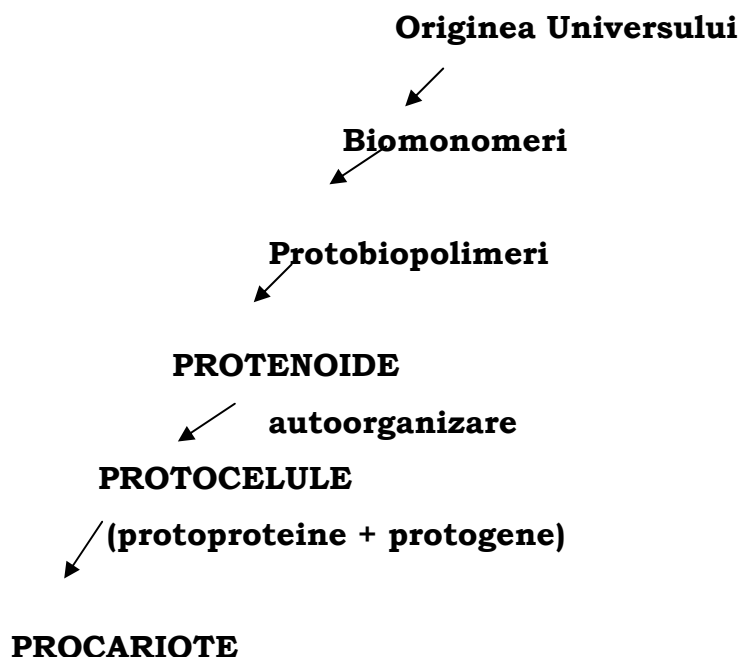 Originea Universului
Biomonomeri
Protobiopolimeri
PROTENOIDE
autoorganizare
PROTOCELULE
(protoproteine + protogene)
PROCARIOTE